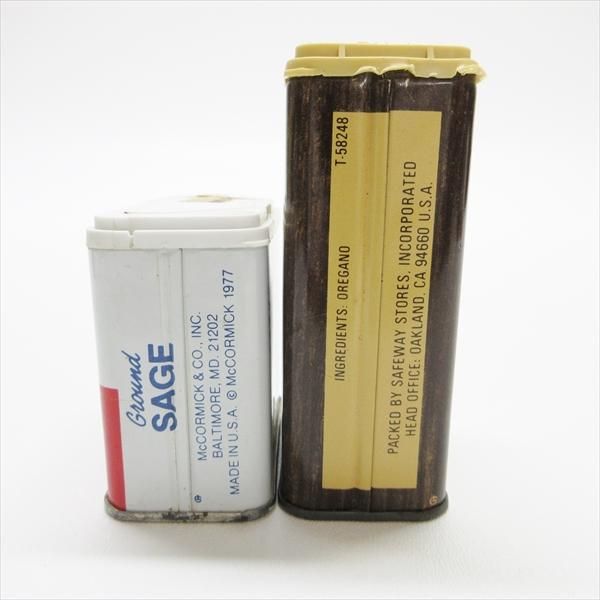 Ground
SAGE
McCORMICK & CO., INC.
BALTIMORE, MD. 21202
MADE IN U.S.A. © McCORMICK 1977
INGREDIENTS: OREGANO T-58248
PACKED BY SAFEWAY STORES, INCORPORATED
HEAD OFFICE: OAKLAND, CA 94660 U.S.A.